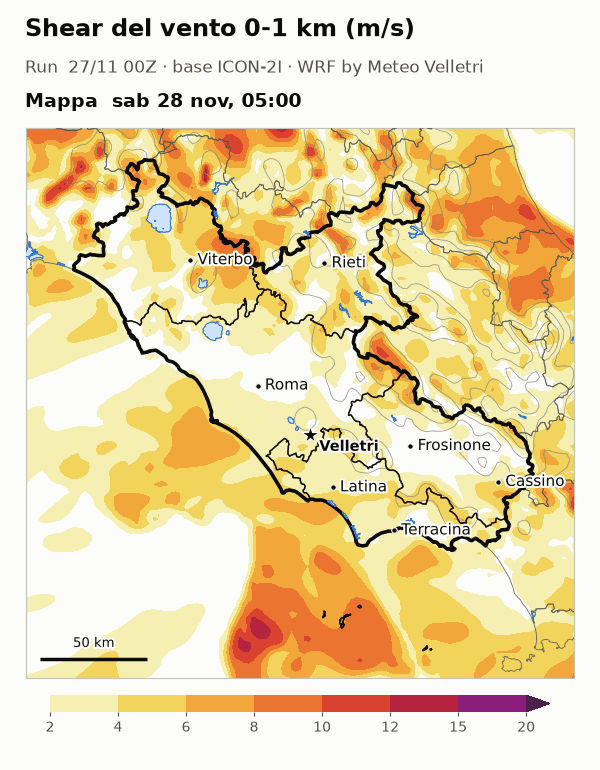 Shear del vento 0-1 km (m/s)
Run  27/11 00Z · base ICON-2I · WRF by Meteo Velletri
Mappa  sab 28 nov, 05:00
Viterbo
Rieti
Roma
Velletri
Frosinone
Latina
Cassino
Terracina
50 km
2 4 6 8 10 12 15 20